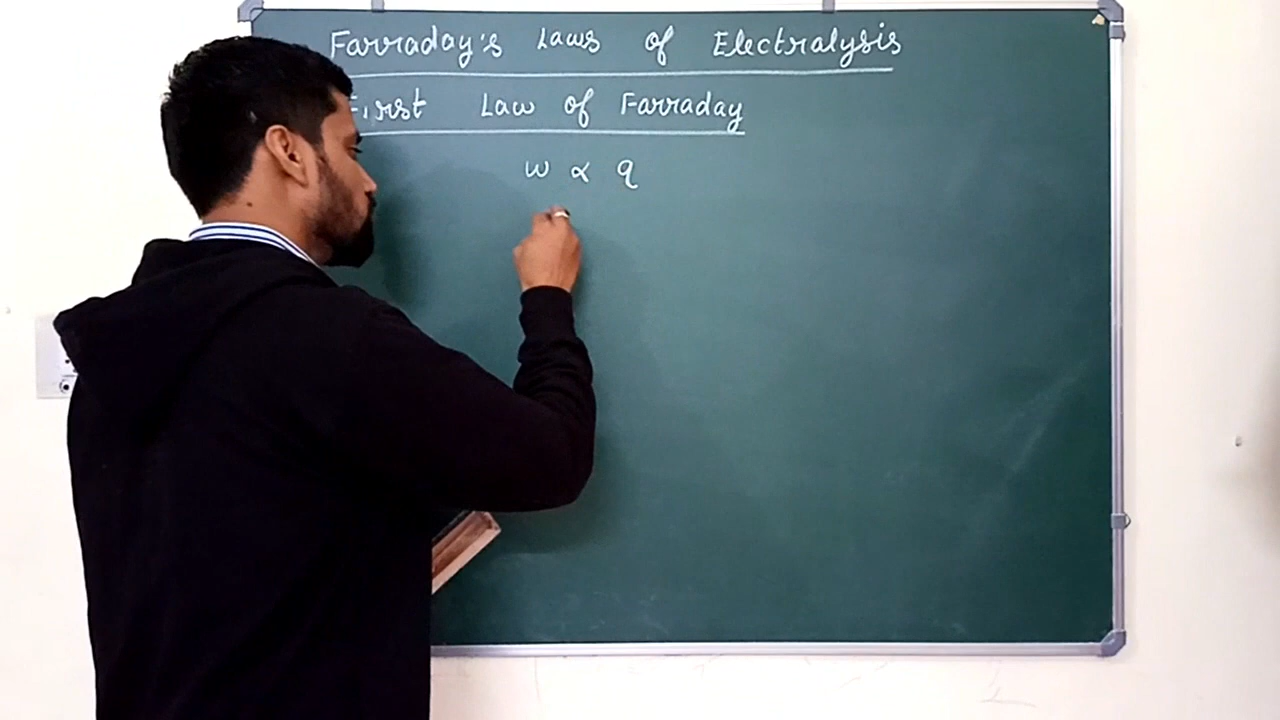 Farraday's Laws of Electralysis
First Law of Farraday
w ∝ q